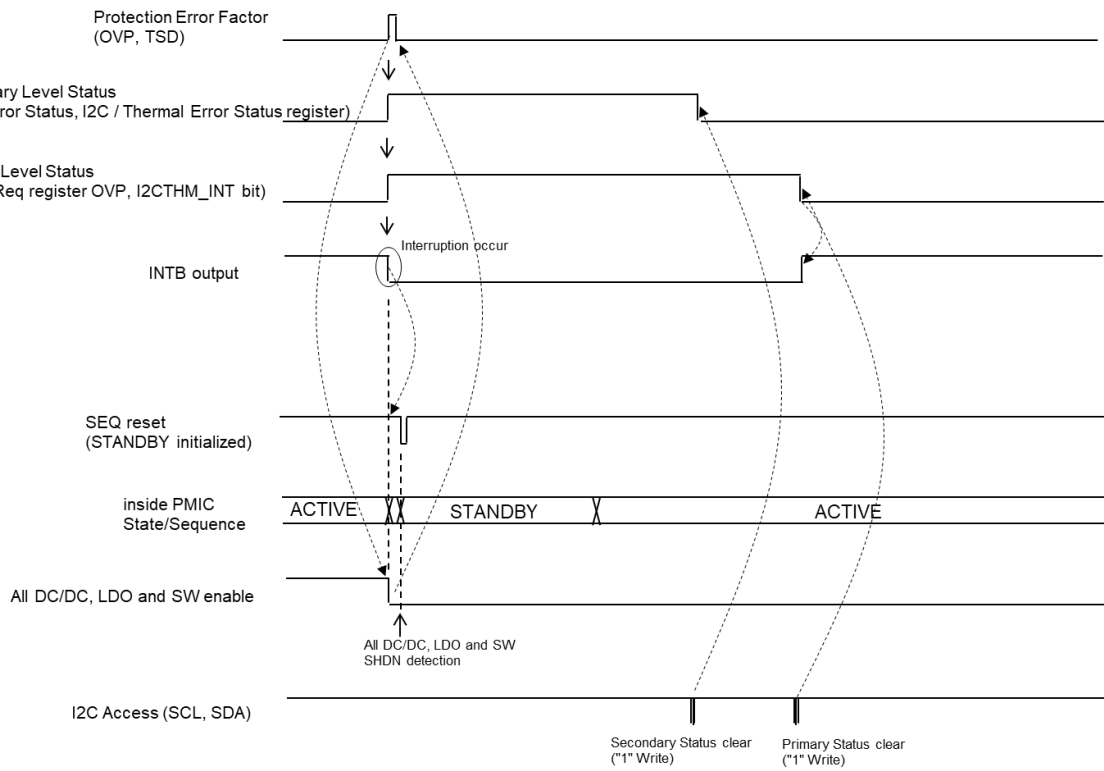 Protection Error Factor
(OVP, TSD)
ary Level Status
ror Status, I2C / Thermal Error Status register)
Level Status
Req register OVP, I2CTHM_INT bit)
Interruption occur
INTB output
SEQ reset
(STANDBY initialized)
inside PMIC
State/Sequence
ACTIVE
STANDBY
ACTIVE
All DC/DC, LDO and SW enable
All DC/DC, LDO and SW
SHDN detection
I2C Access (SCL, SDA)
Secondary Status clear
("1" Write)
Primary Status clear
("1" Write)